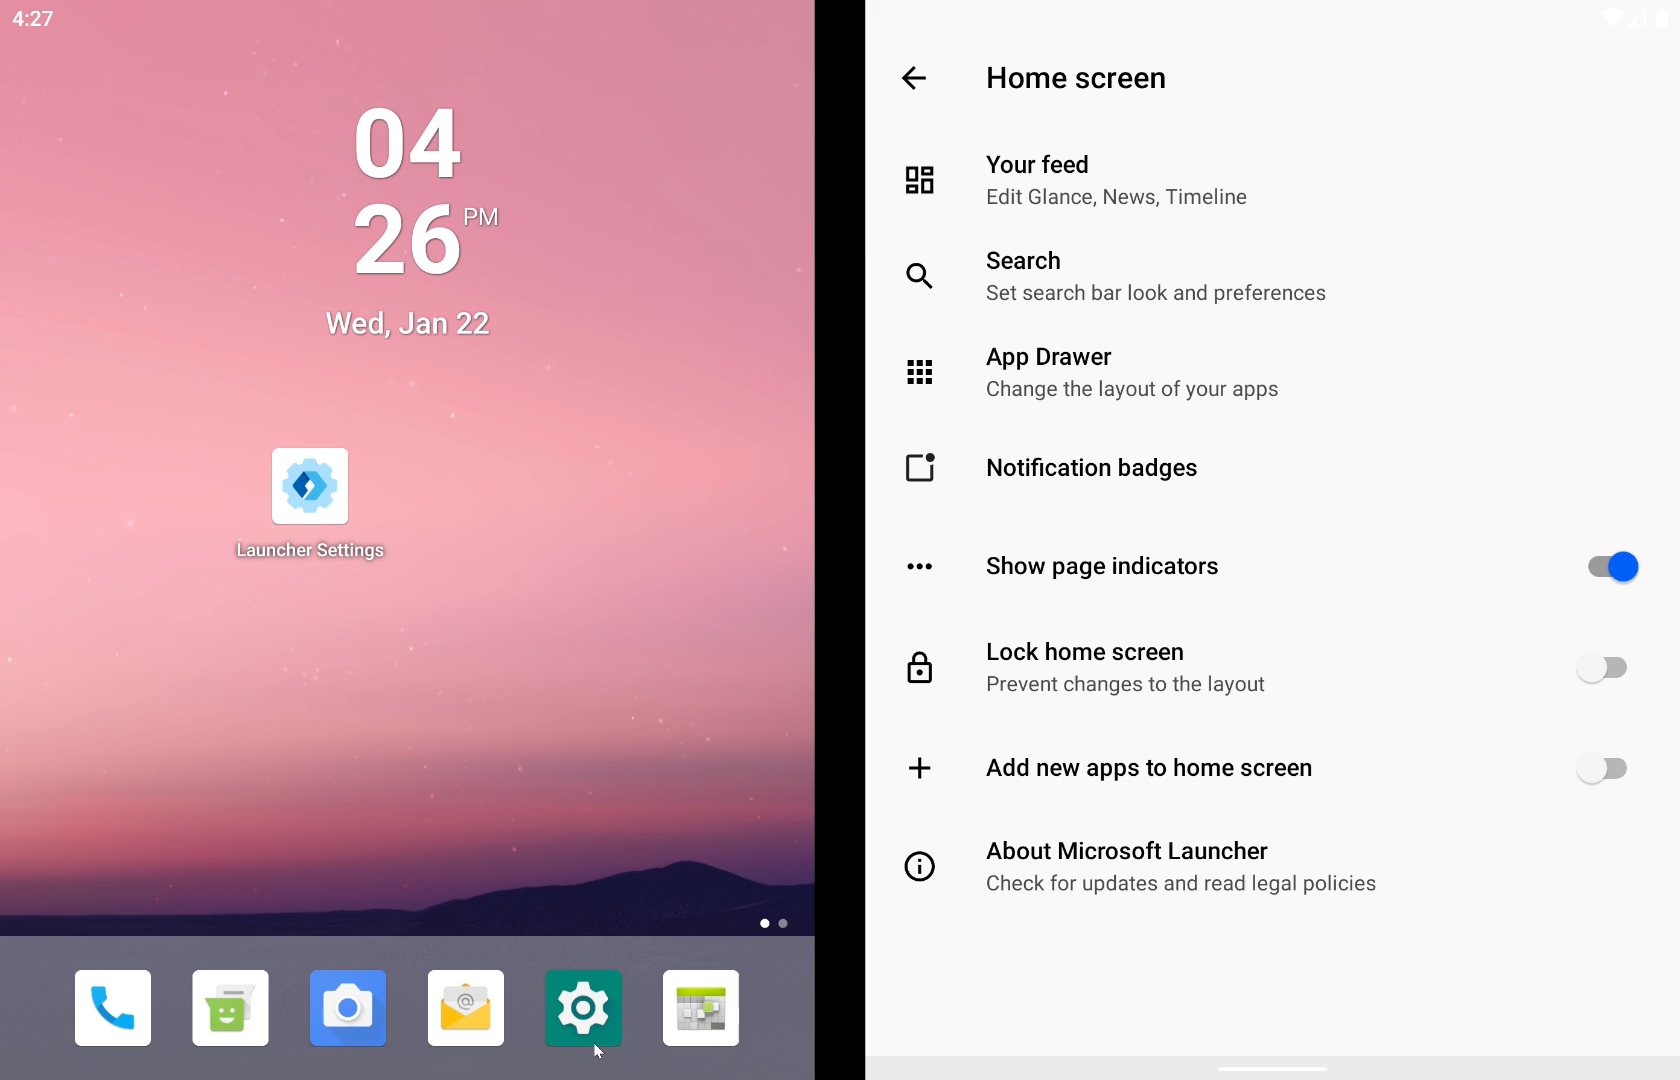 4:27
04
26 PM
Wed, Jan 22
Launcher Settings
@
Home screen
Your feed
Edit Glance, News, Timeline
Search
Set search bar look and preferences
App Drawer
Change the layout of your apps
Notification badges
Show page indicators
Lock home screen
Prevent changes to the layout
Add new apps to home screen
About Microsoft Launcher
Check for updates and read legal policies